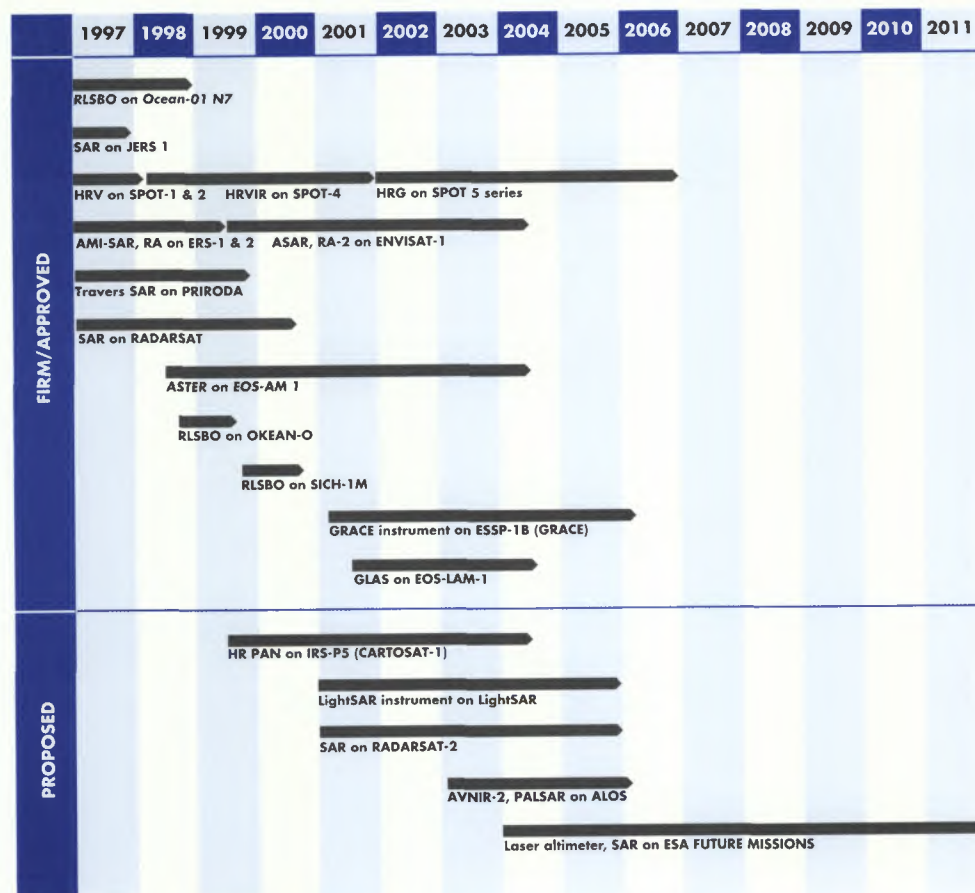 1997 1998 1999 2000 2001 2002 2003 2004 2005 2006 2007 2008 2009 2010 2011
FIRM/APPROVED
RLSBO on Ocean-01 N7
SAR on JERS 1
HRV on SPOT-1 & 2 HRVIR on SPOT-4 HRG on SPOT 5 series
AMI-SAR, RA on ERS-1 & 2 ASAR, RA-2 on ENVISAT-1
Travers SAR on PRIRODA
SAR on RADARSAT
ASTER on EOS-AM 1
RLSBO on OKEAN-O
RLSBO on SICH-1M
GRACE instrument on ESSP-1B (GRACE)
GLAS on EOS-LAM-1
PROPOSED
HR PAN on IRS-P5 (CARTOSAT-1)
LightSAR instrument on LightSAR
SAR on RADARSAT-2
AVNIR-2, PALSAR on ALOS
Laser altimeter, SAR on ESA FUTURE MISSIONS